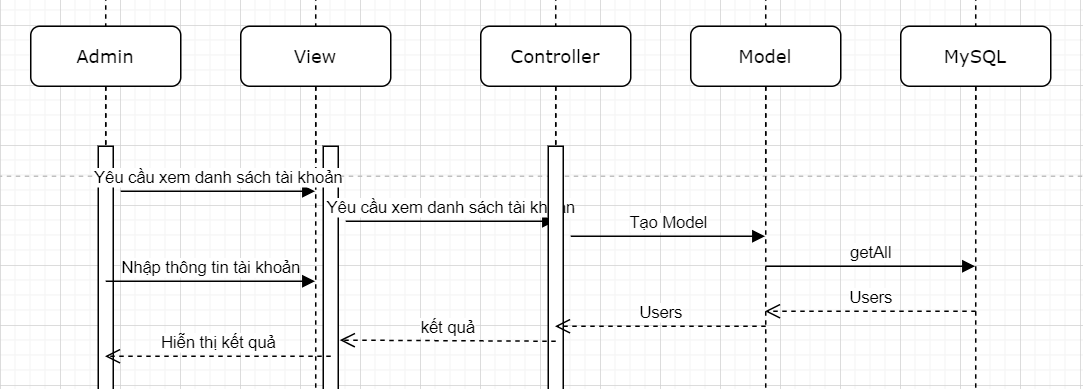 Admin
View
Controller
Model
MySQL
Yêu cầu xem danh sách tài khoản
Yêu cầu xem danh sách tài khoản
Tạo Model
getAll
Nhập thông tin tài khoản
Users
Users
kết quả
Hiễn thị kết quả